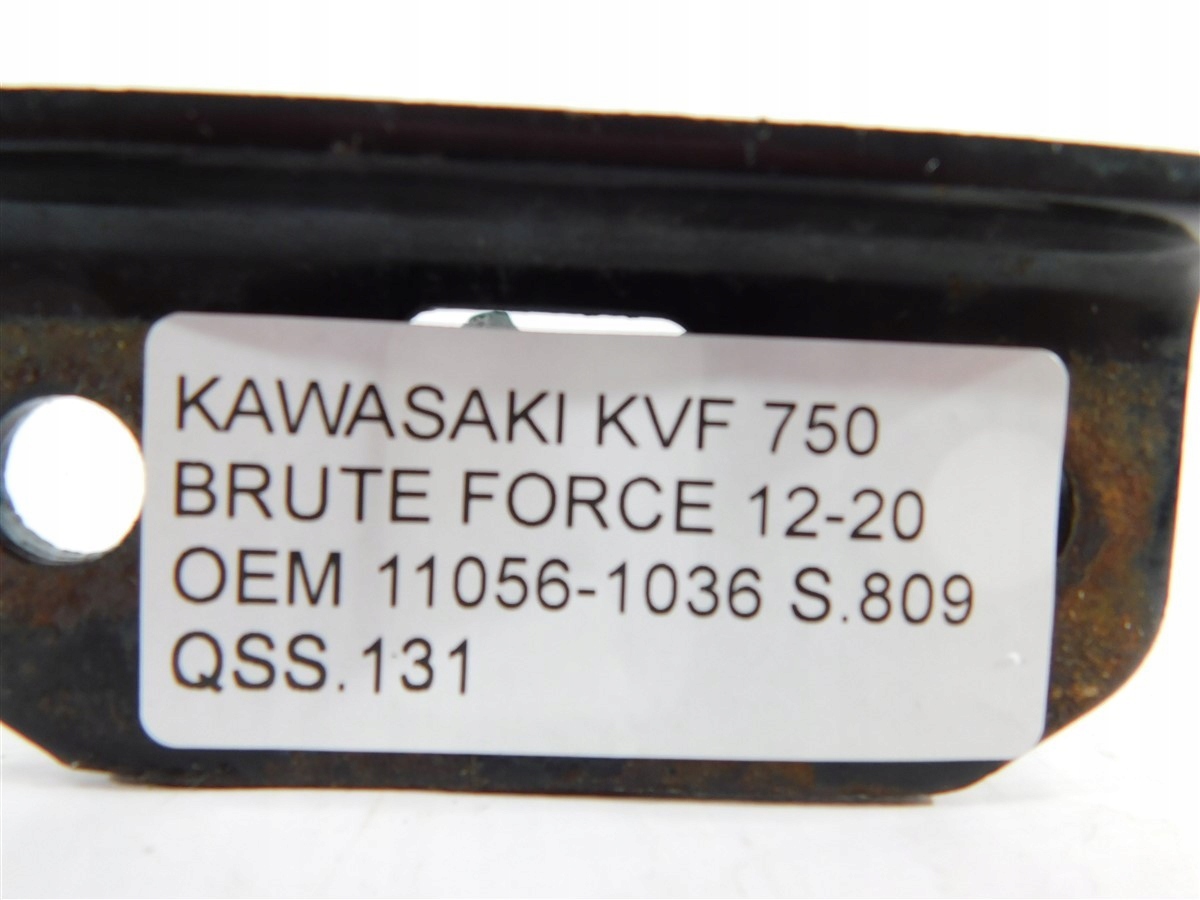 KAWASAKI KVF 750
BRUTE FORCE 12-20
OEM 11056-1036 S.809
QSS.131